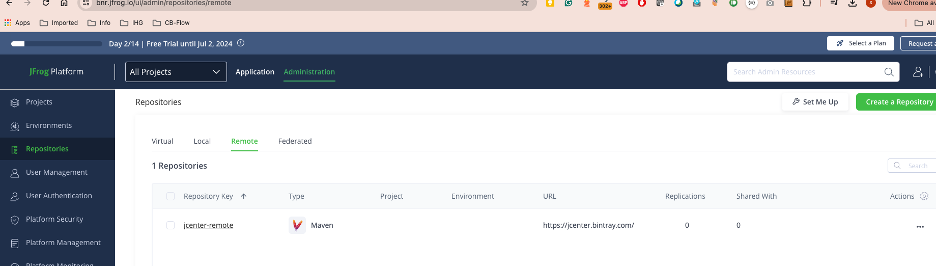 bnr.jfrog.io/ui/admin/repositories/remote
New Chrome av
Apps Imported Info HG CB-Flow All
Day 2/14 | Free Trial until Jul 2, 2024 Select a Plan Request a
JFrog Platform All Projects Application Administration Search Admin Resources
Projects
Environments
Repositories
User Management
User Authentication
Platform Security
Platform Management
Platform Monitoring
Repositories Set Me Up Create a Repository
Virtual Local Remote Federated
1 Repositories Search
Repository Key Type Project Environment URL Replications Shared With Actions
jcenter-remote Maven https://jcenter.bintray.com/ 0 0